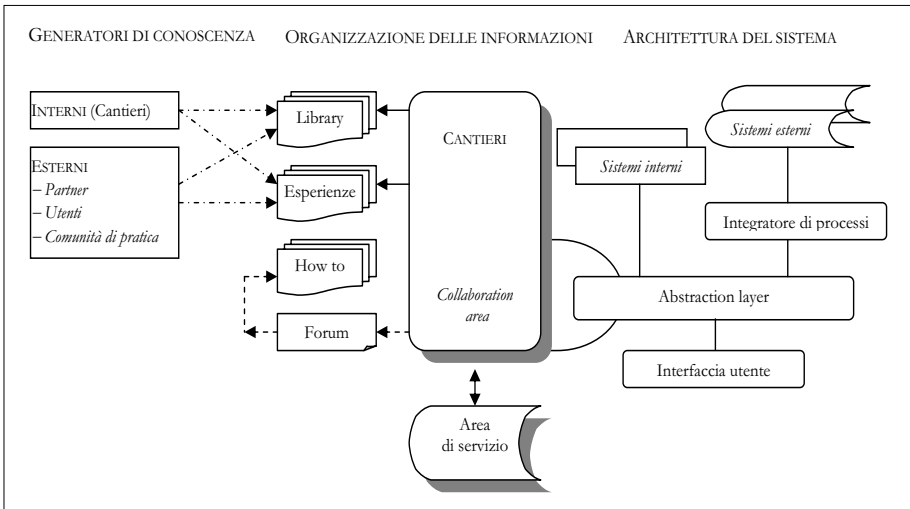 GENERATORI DI CONOSCENZA
ORGANIZZAZIONE DELLE INFORMAZIONI
ARCHITETTURA DEL SISTEMA
INTERNI (Cantieri)
ESTERNI
– Partner
– Utenti
– Comunità di pratica
Library
Esperienze
How to
Forum
CANTIERI
Collaboration
area
Area
di servizio
Sistemi interni
Sistemi esterni
Integratore di processi
Abstraction layer
Interfaccia utente